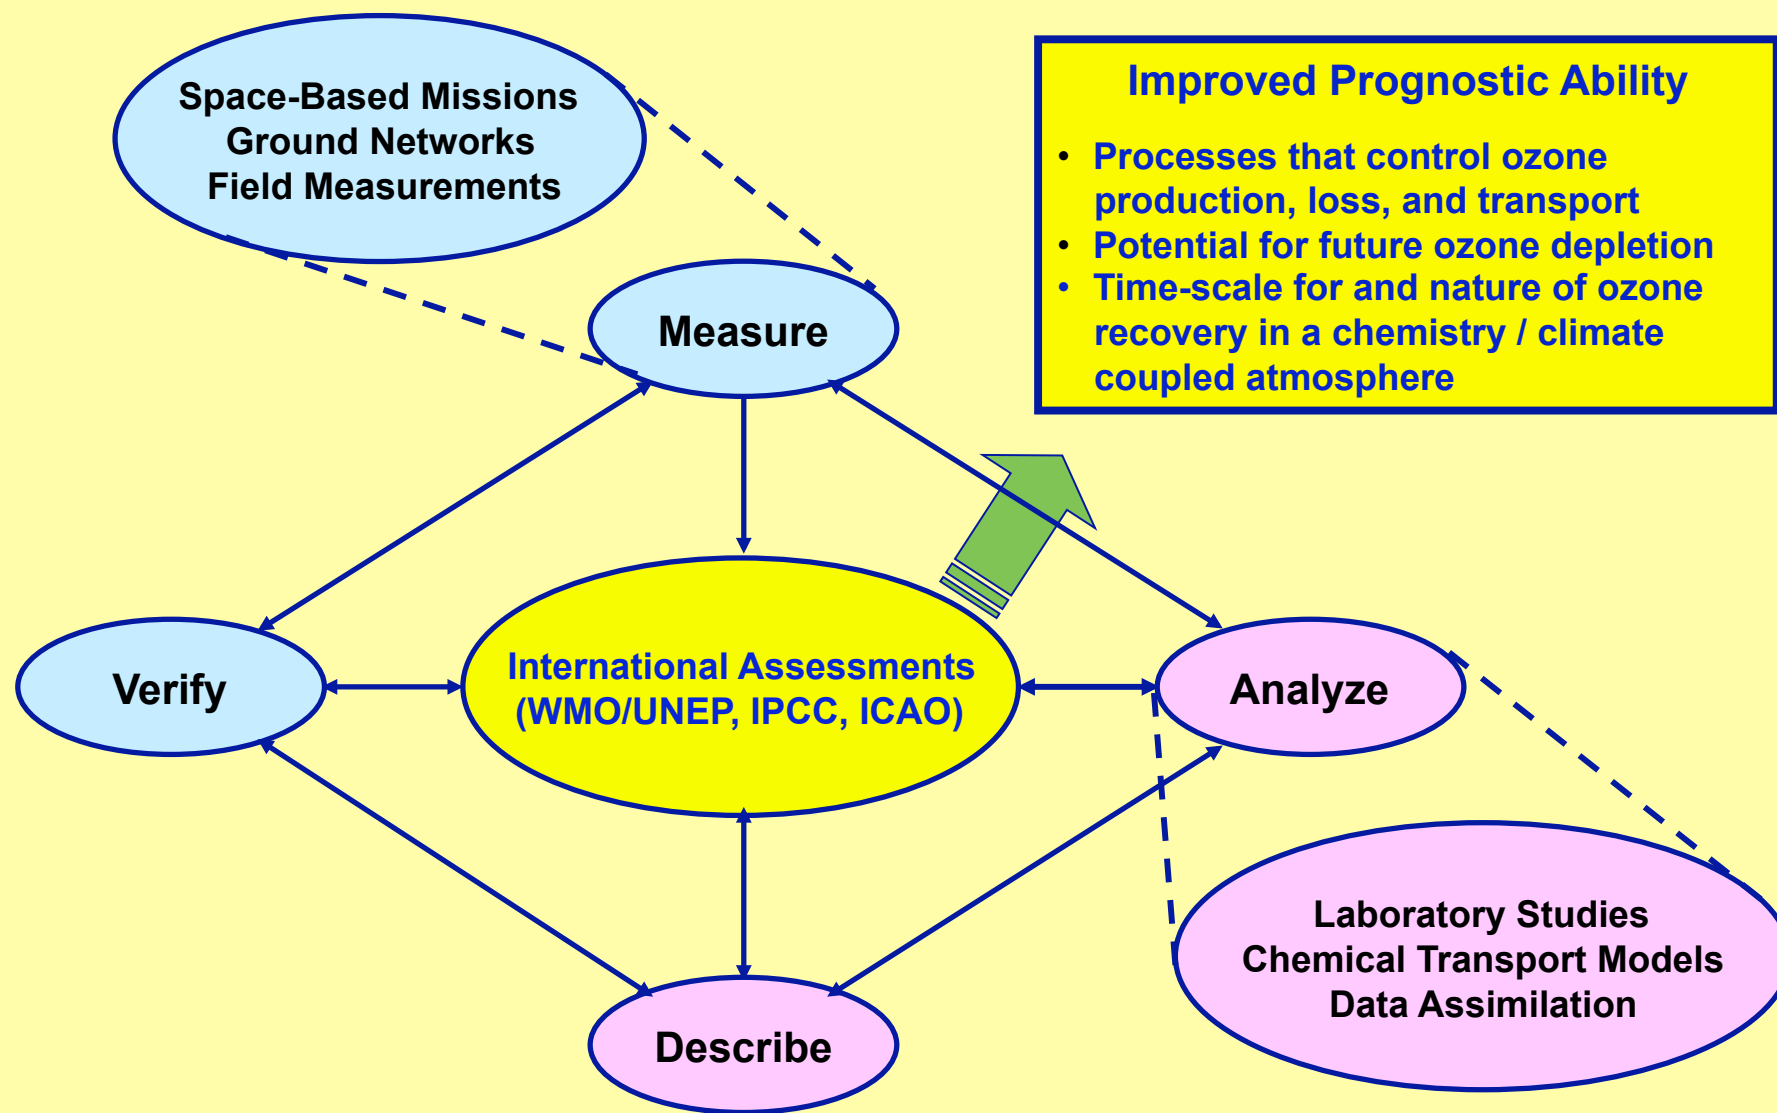 Space-Based Missions
Ground Networks
Field Measurements
Improved Prognostic Ability
• Processes that control ozone
production, loss, and transport
• Potential for future ozone depletion
• Time-scale for and nature of ozone
recovery in a chemistry / climate
coupled atmosphere
Measure
Verify
International Assessments
(WMO/UNEP, IPCC, ICAO)
Analyze
Laboratory Studies
Chemical Transport Models
Data Assimilation
Describe